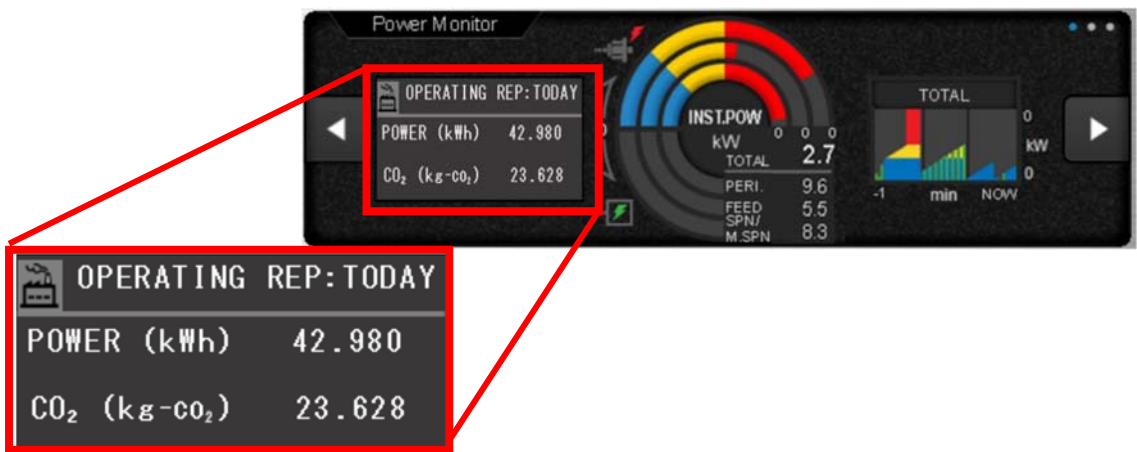 Power Monitor
OPERATING REP:TODAY
POWER (kWh) 42.980
CO₂ (kg-co₂) 23.628
INST.POW
kW
0 0 0
TOTAL 2.7
PERI. 9.6
FEED 5.5
SPN/
M.SPN 8.3
TOTAL
0
kW
0
-1 min NOW
OPERATING REP:TODAY
POWER (kWh) 42.980
CO₂ (kg-co₂) 23.628